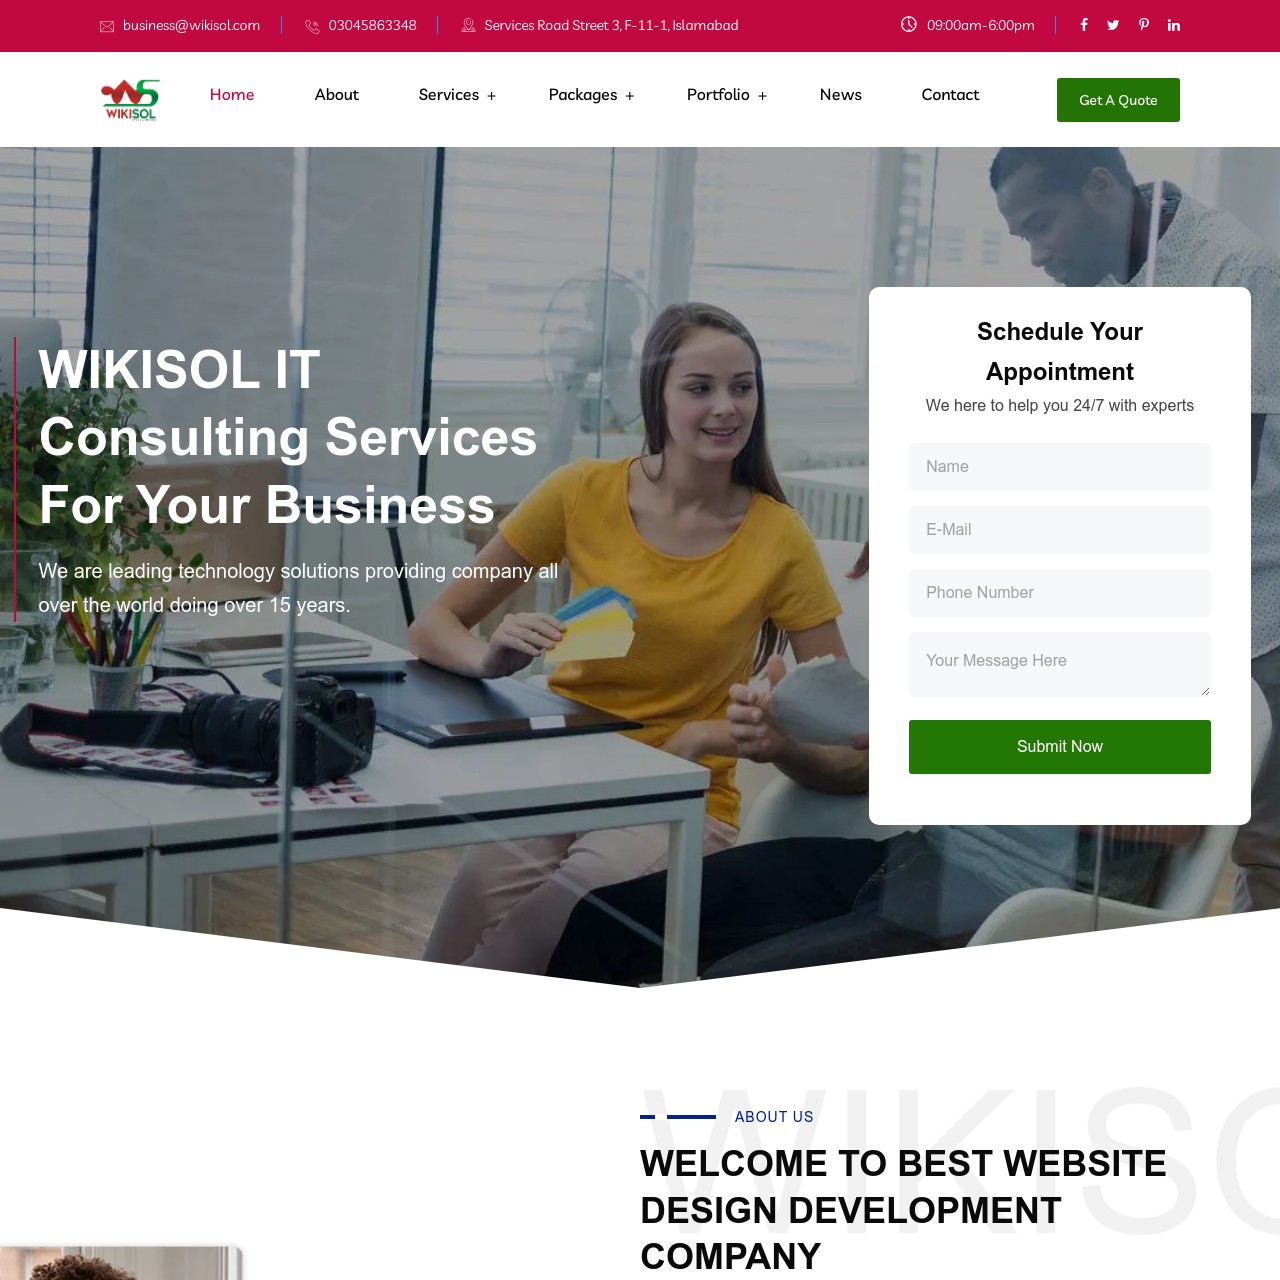 business@wikisol.com
03045863348
Services Road Street 3, F-11-1, Islamabad
09:00am-6:00pm
WIKISOL
Home
About
Services +
Packages +
Portfolio +
News
Contact
Get A Quote
WIKISOL IT
Consulting Services
For Your Business
We are leading technology solutions providing company all
over the world doing over 15 years.
Schedule Your
Appointment
We here to help you 24/7 with experts
Name
E-Mail
Phone Number
Your Message Here
Submit Now
WIKISO
ABOUT US
WELCOME TO BEST WEBSITE
DESIGN DEVELOPMENT
COMPANY